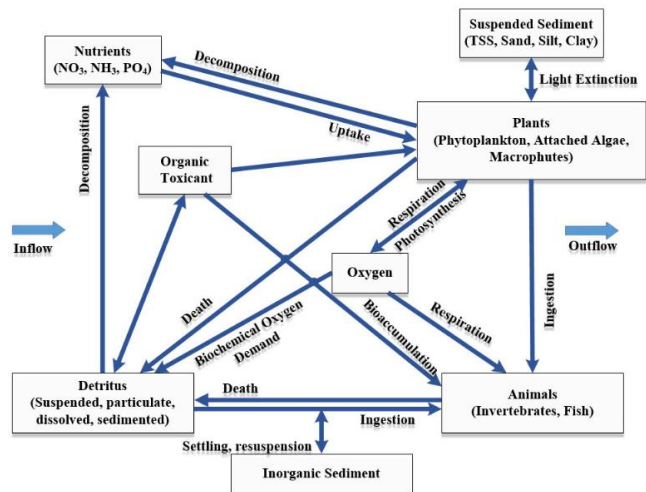 Suspended Sediment
(TSS, Sand, Silt, Clay)
Nutrients
(NO₃, NH₃, PO₄)
Decomposition
Light Extinction
Uptake
Plants
(Phytoplankton, Attached Algae,
Macrophutes)
Organic
Toxicant
Decomposition
Respiration
Photosynthesis
Inflow
Outflow
Oxygen
Death
Biochemical Oxygen
Demand
Bioaccumulation
Respiration
Ingestion
Detritus
(Suspended, particulate,
dissolved, sedimented)
Death
Ingestion
Animals
(Invertebrates, Fish)
Settling, resuspension
Inorganic Sediment